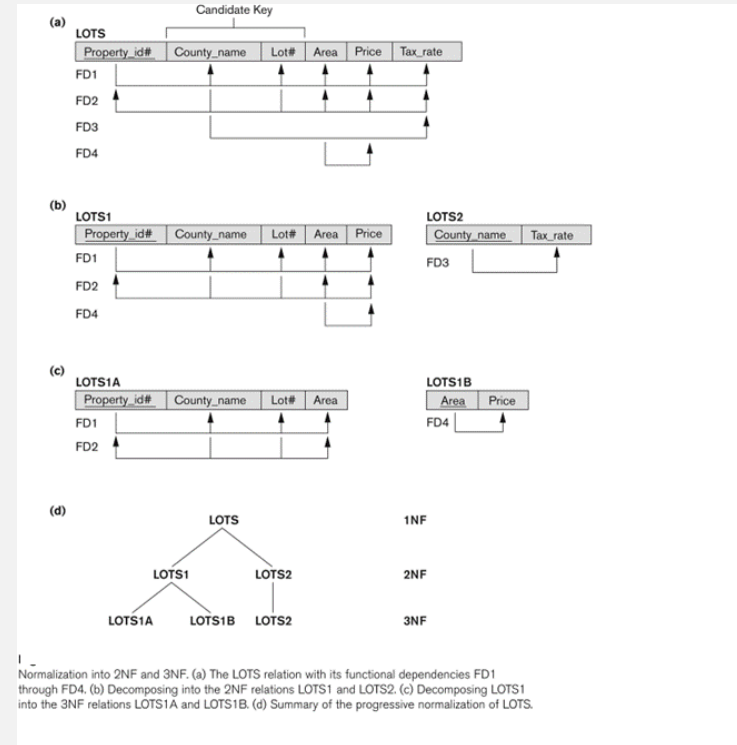 Candidate Key
(a)
LOTS
Property_id# County_name Lot# Area Price Tax_rate
FD1
FD2
FD3
FD4
(b)
LOTS1
Property_id# County_name Lot# Area Price
FD1
FD2
FD4
LOTS2
County_name Tax_rate
FD3
(c)
LOTS1A
Property_id# County_name Lot# Area
FD1
FD2
LOTS1B
Area Price
FD4
(d)
LOTS 1NF
LOTS1 LOTS2 2NF
LOTS1A LOTS1B LOTS2 3NF
Normalization into 2NF and 3NF. (a) The LOTS relation with its functional dependencies FD1
through FD4. (b) Decomposing into the 2NF relations LOTS1 and LOTS2. (c) Decomposing LOTS1
into the 3NF relations LOTS1A and LOTS1B. (d) Summary of the progressive normalization of LOTS.